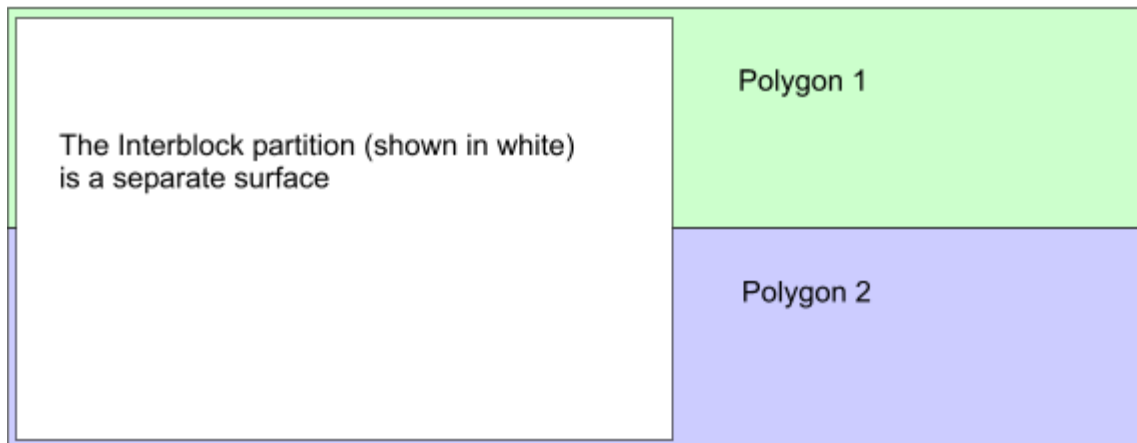 Polygon 1
The Interblock partition (shown in white)
is a separate surface
Polygon 2